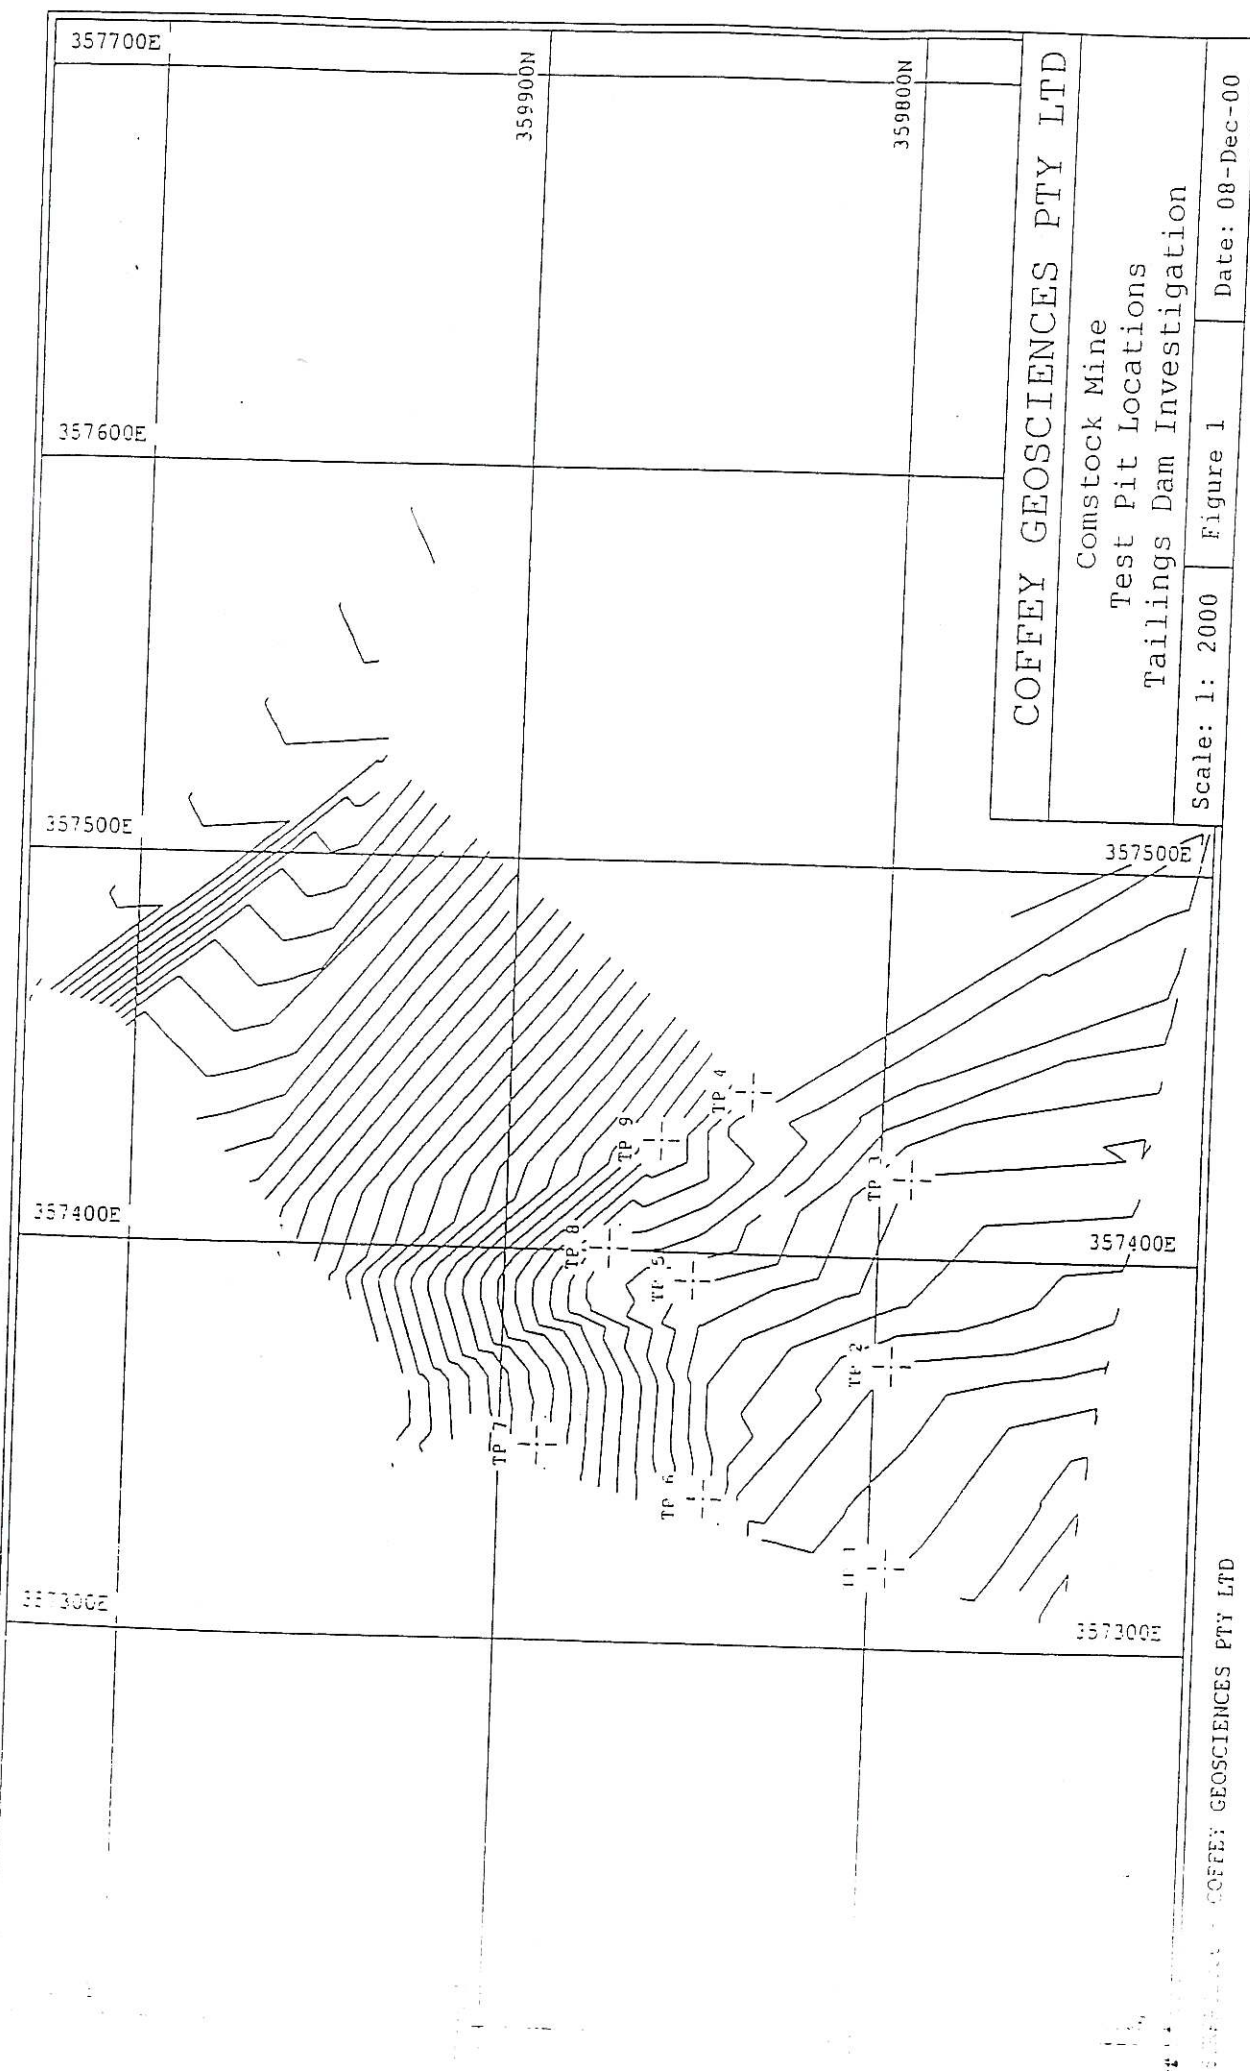 357700E
357600E
357500E
357400E
359900N
359800N
TP 9
TP 4
TP 8
TP 5
TP 3
TP 7
TP 6
TP 2
1
357500E
357400E
357300E
COFFEY GEOSCIENCES PTY LTD
Comstock Mine
Test Pit Locations
Tailings Dam Investigation
Scale: 1: 2000
Figure 1
Date: 08-Dec-00
COFFEY GEOSCIENCES PTY LTD